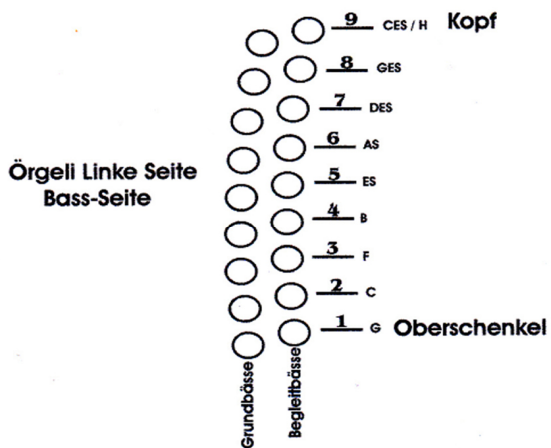 9 CES / H Kopf
8 GES
7 DES
6 AS
Örgeli Linke Seite
5 ES
Bass-Seite
4 B
3 F
2 C
1 G Oberschenkel
Grundbässe
Begleitbässe